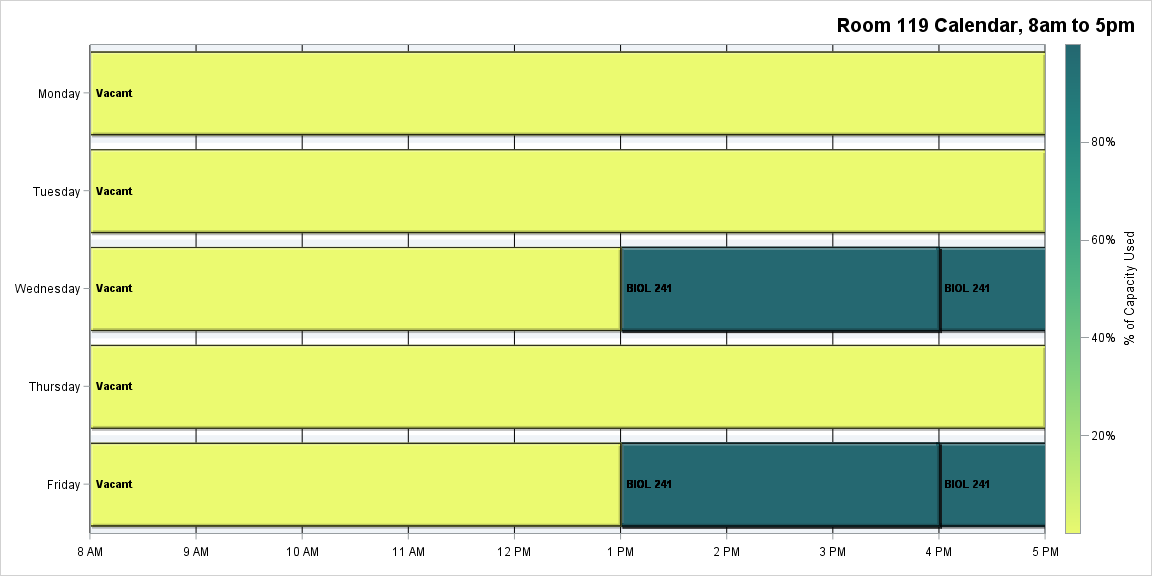 Room 119 Calendar, 8am to 5pm
Monday
Vacant
Tuesday
Vacant
Wednesday
Vacant
BIOL 241
BIOL 241
Thursday
Vacant
Friday
Vacant
BIOL 241
BIOL 241
8 AM 9 AM 10 AM 11 AM 12 PM 1 PM 2 PM 3 PM 4 PM 5 PM
80%
60%
40%
20%
% of Capacity Used